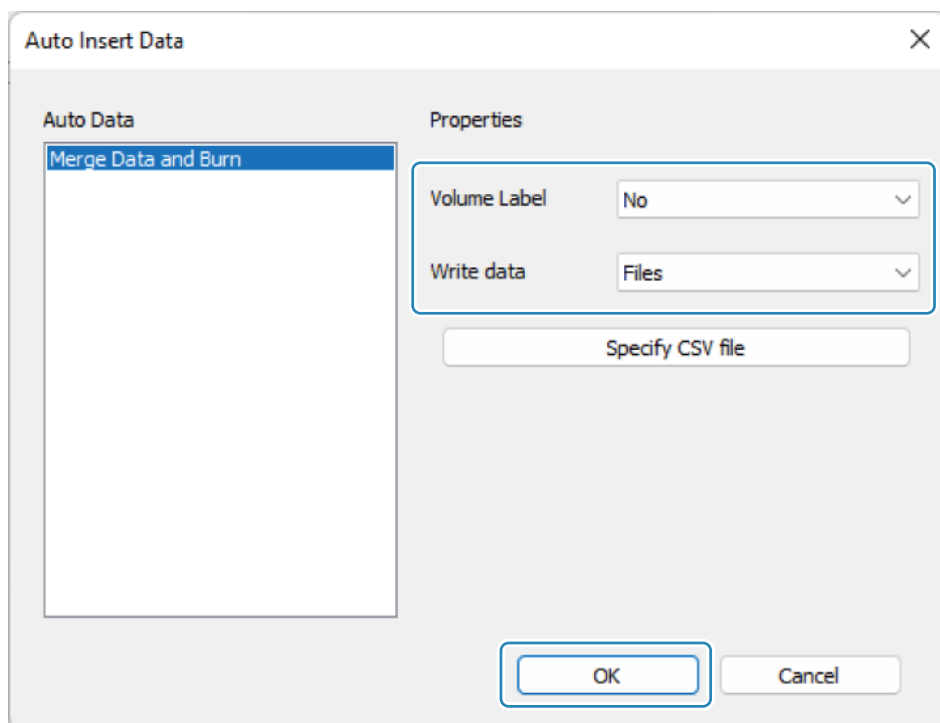 Auto Insert Data
Auto Data
Merge Data and Burn
Properties
Volume Label No
Write data Files
Specify CSV file
OK Cancel